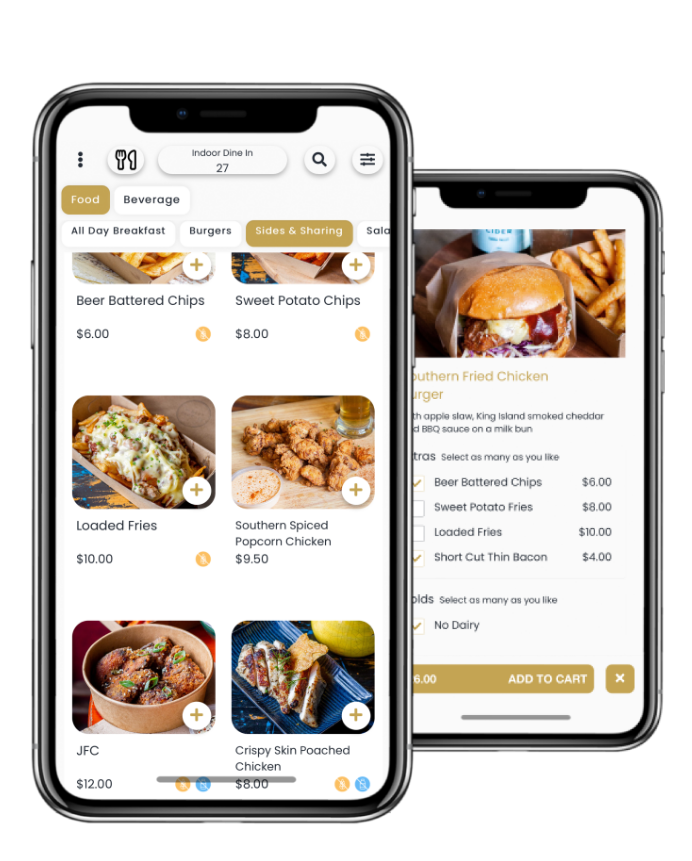 Indoor Dine In
27
Food
Beverage
All Day Breakfast
Burgers
Sides & Sharing
Sala
Beer Battered Chips
$6.00
Sweet Potato Chips
$8.00
Loaded Fries
$10.00
Southern Spiced
Popcorn Chicken
$9.50
JFC
$12.00
Crispy Skin Poached
Chicken
$8.00
CIDER
outhern Fried Chicken
urger
th apple slaw, King Island smoked cheddar
d BBQ sauce on a milk bun
tras Select as many as you like
Beer Battered Chips $6.00
Sweet Potato Fries $8.00
Loaded Fries $10.00
Short Cut Thin Bacon $4.00
olds Select as many as you like
No Dairy
6.00 ADD TO CART